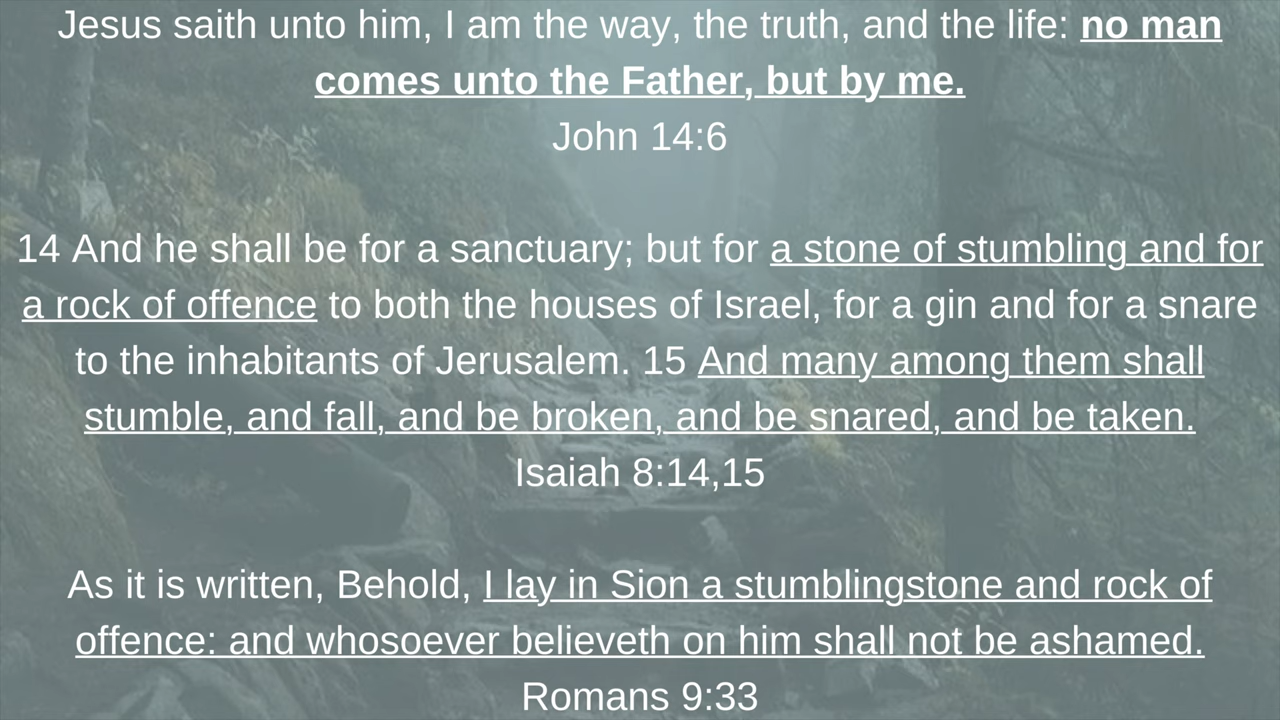 Jesus saith unto him, I am the way, the truth, and the life: no man
comes unto the Father, but by me.
John 14:6
14 And he shall be for a sanctuary; but for a stone of stumbling and for
a rock of offence to both the houses of Israel, for a gin and for a snare
to the inhabitants of Jerusalem. 15 And many among them shall
stumble, and fall, and be broken, and be snared, and be taken.
Isaiah 8:14,15
As it is written, Behold, I lay in Sion a stumblingstone and rock of
offence: and whosoever believeth on him shall not be ashamed.
Romans 9:33